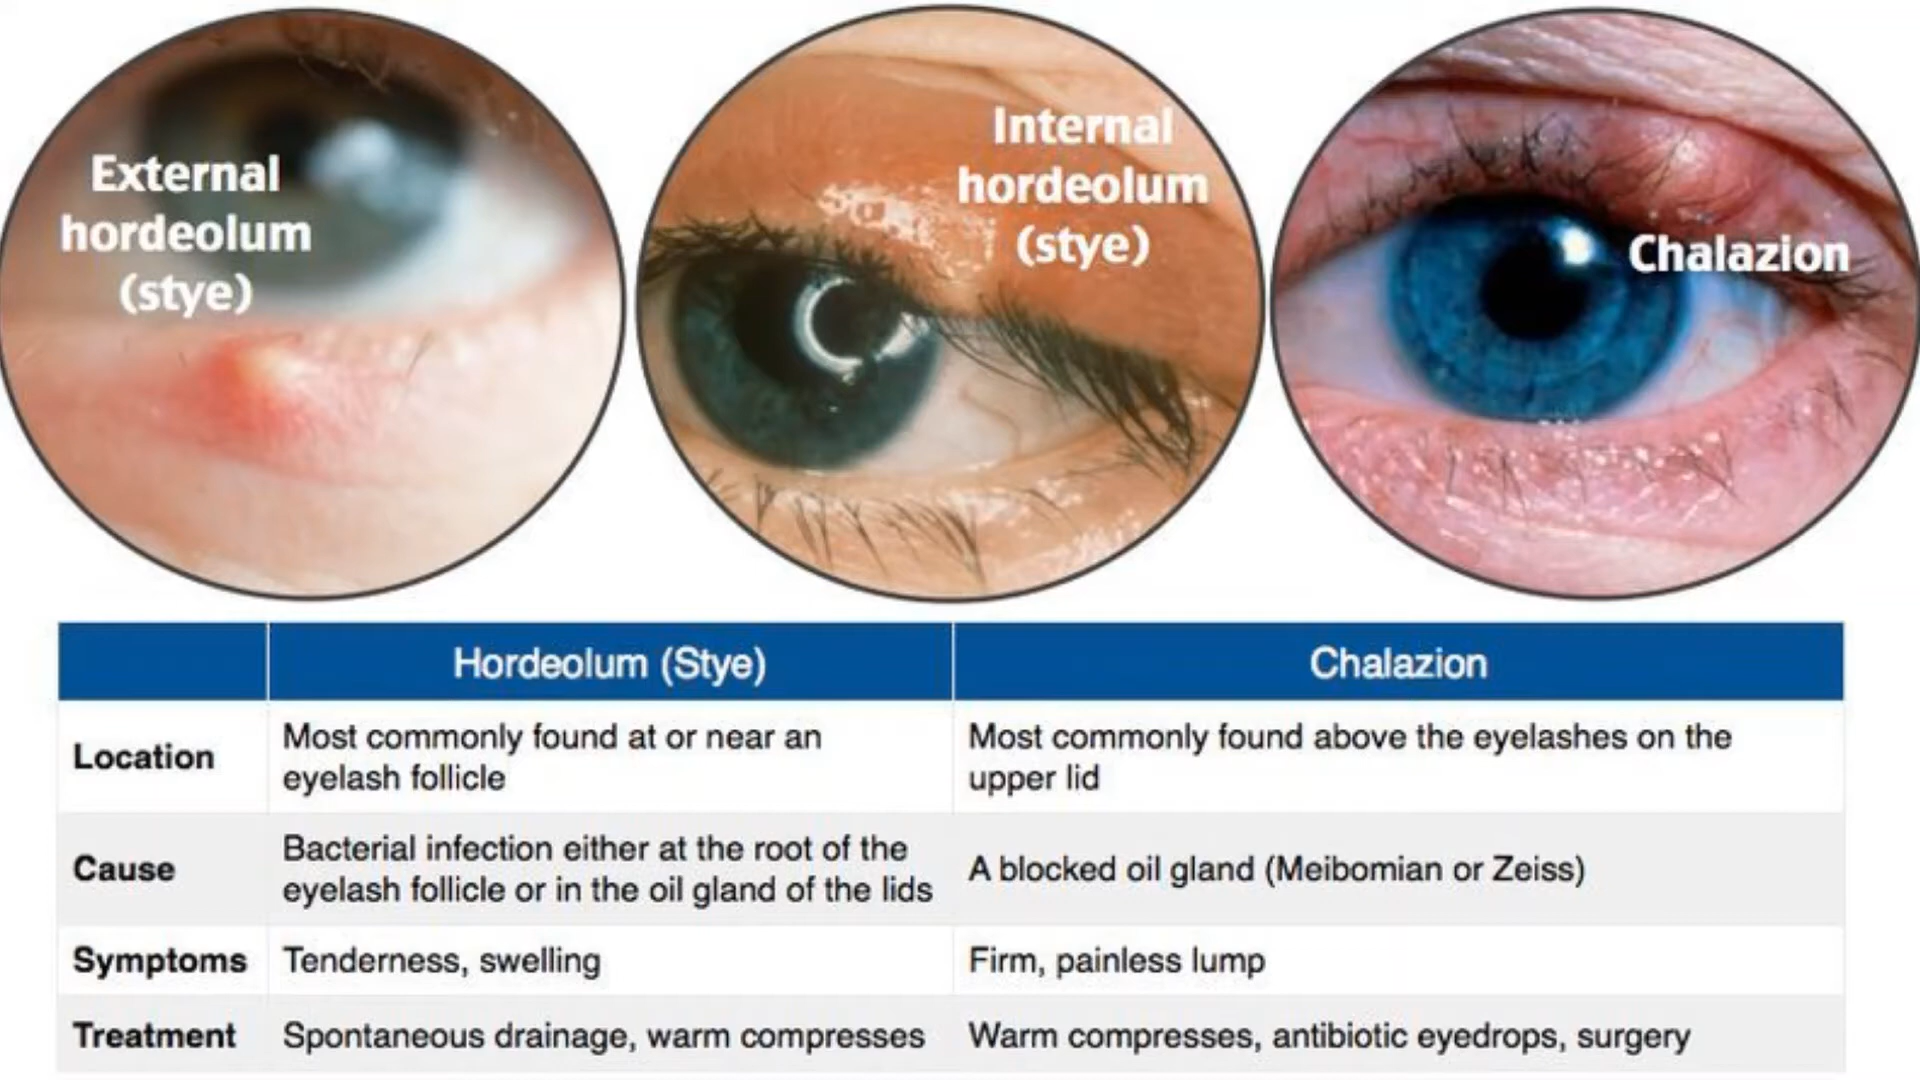 External
hordeolum
(stye)
Internal
hordeolum
(stye)
Chalazion
Hordeolum (Stye)
Chalazion
Location
Most commonly found at or near an
eyelash follicle
Most commonly found above the eyelashes on the
upper lid
Cause
Bacterial infection either at the root of the
eyelash follicle or in the oil gland of the lids
A blocked oil gland (Meibomian or Zeiss)
Symptoms
Tenderness, swelling
Firm, painless lump
Treatment
Spontaneous drainage, warm compresses
Warm compresses, antibiotic eyedrops, surgery